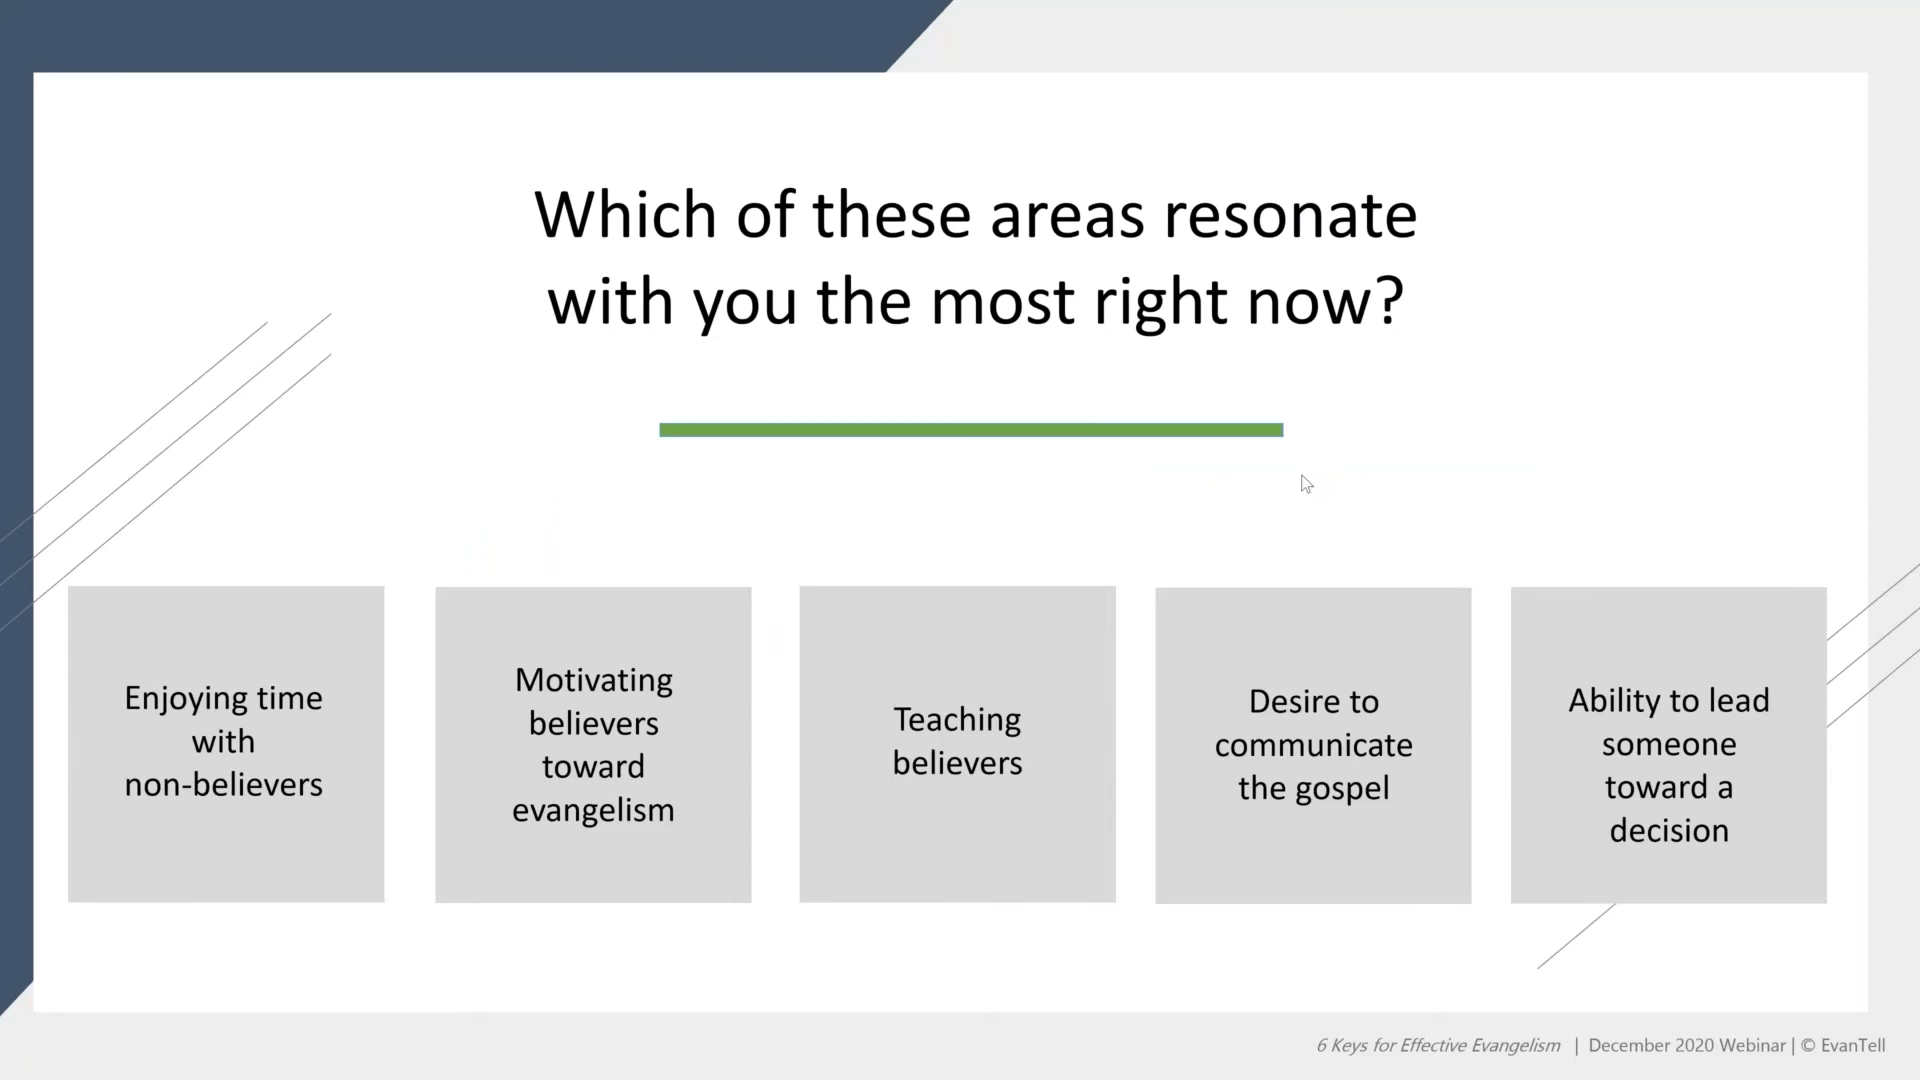 Which of these areas resonate
with you the most right now?
Enjoying time
with
non-believers
Motivating
believers
toward
evangelism
Teaching
believers
Desire to
communicate
the gospel
Ability to lead
someone
toward a
decision
6 Keys for Effective Evangelism | December 2020 Webinar | © EvanTell